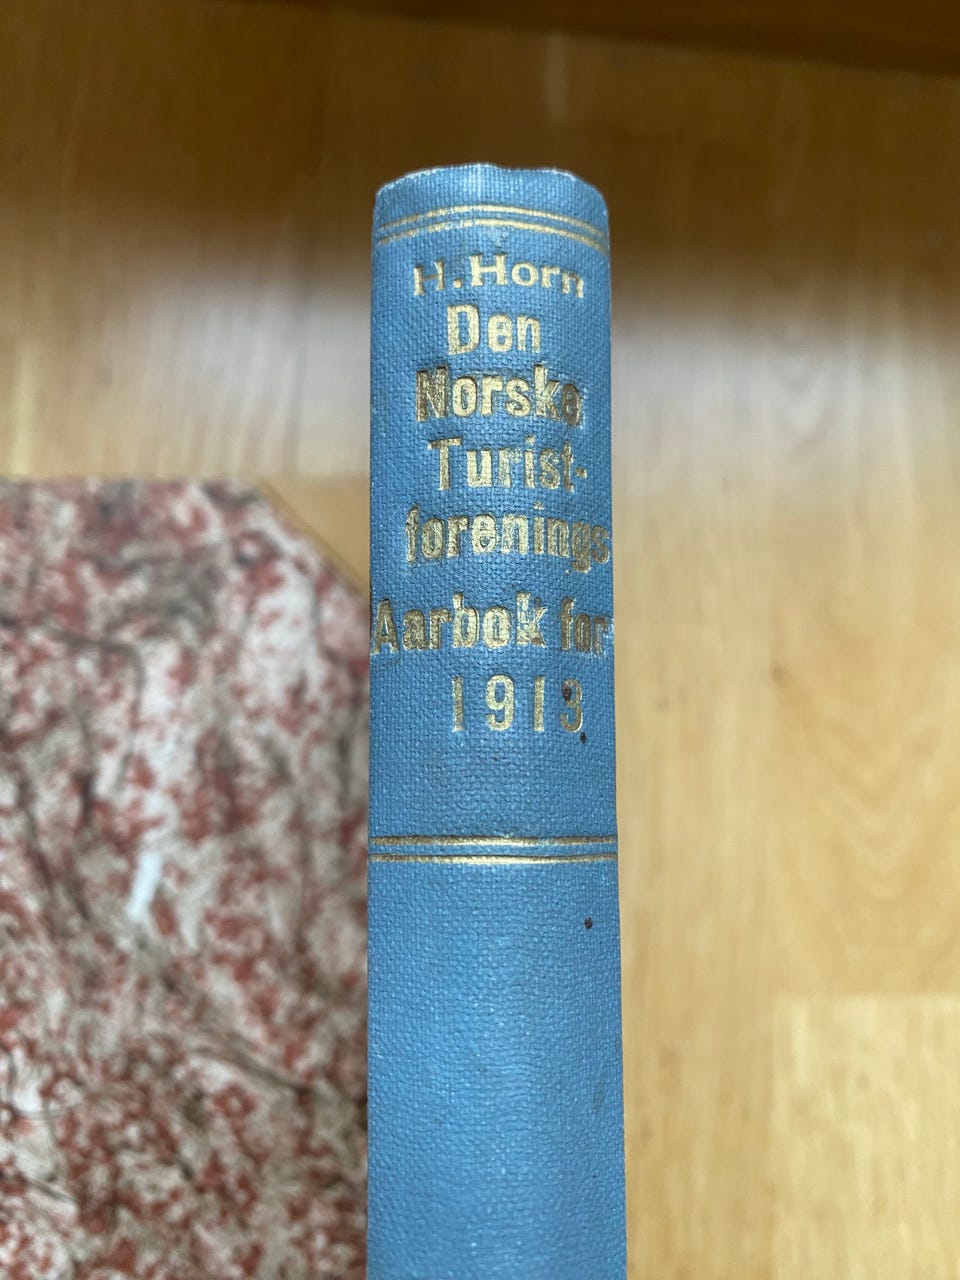 H. Horn
Den
Norske
Turist-
forenings
Aarbok for
1913